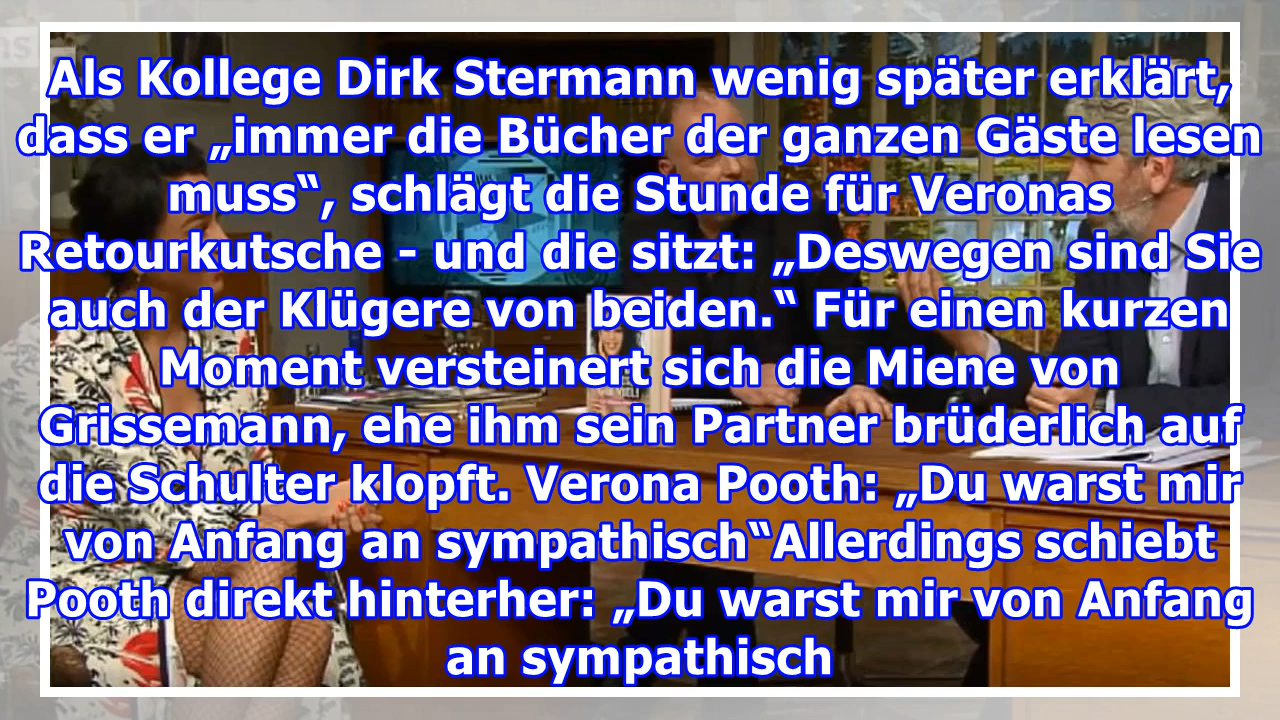 Als Kollege Dirk Stermann wenig später erklärt,
dass er „immer die Bücher der ganzen Gäste lesen
muss“, schlägt die Stunde für Veronas
Retourkutsche - und die sitzt: „Deswegen sind Sie
auch der Klügere von beiden.“ Für einen kurzen
Moment versteinert sich die Miene von
Grissemann, ehe ihm sein Partner brüderlich auf
die Schulter klopft. Verona Pooth: „Du warst mir
von Anfang an sympathisch“Allerdings schiebt
Pooth direkt hinterher: „Du warst mir von Anfang
an sympathisch